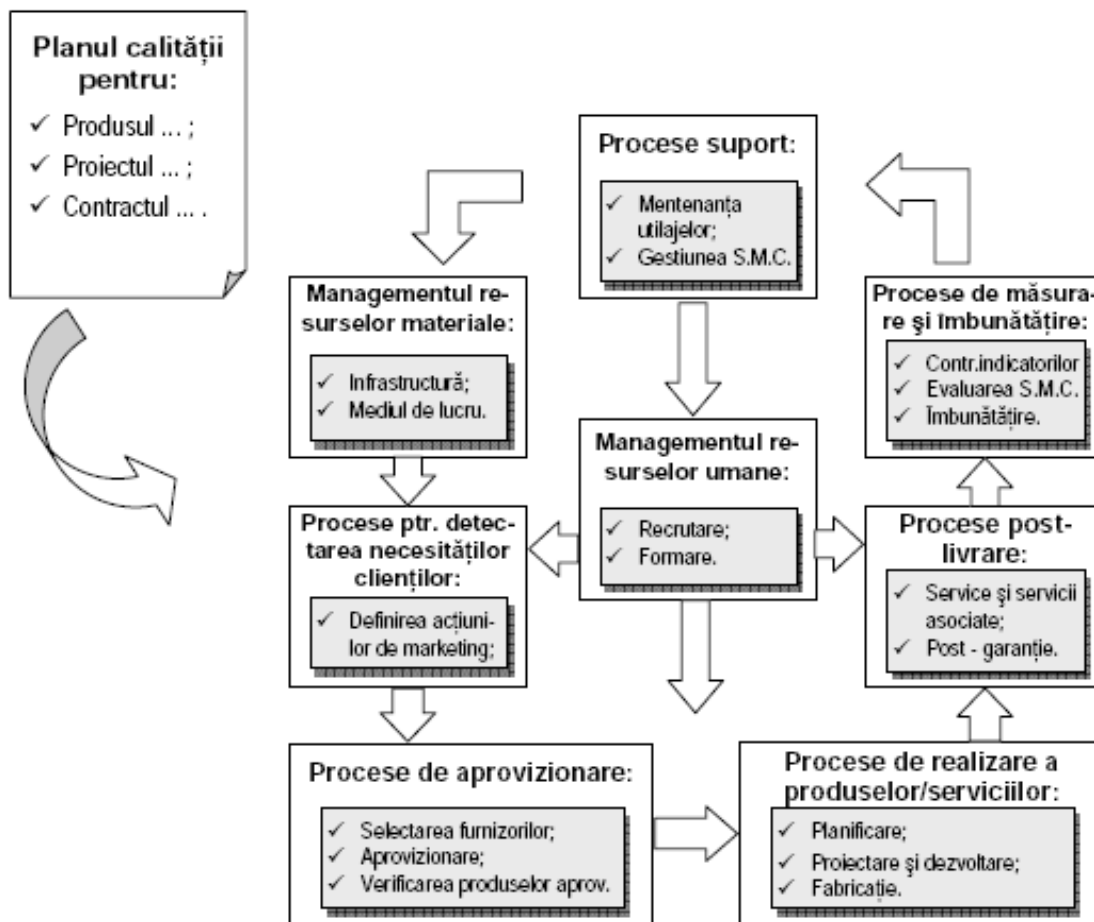 Planul calității
pentru:
✓ Produsul ... ;
✓ Proiectul ... ;
✓ Contractul ... .
Procese suport:
✓ Mentenanța
utilajelor;
✓ Gestiunea S.M.C.
Managementul re-
surselor materiale:
✓ Infrastructură;
✓ Mediul de lucru.
Procese de măsura-
re şi îmbunătățire:
✓ Contr.indicatorilor
✓ Evaluarea S.M.C.
✓ Îmbunătățire.
Managementul re-
surselor umane:
✓ Recrutare;
✓ Formare.
Procese ptr. detec-
tarea necesităților
clienților:
✓ Definirea acțiuni-
lor de marketing;
Procese post-
livrare:
✓ Service şi servicii
asociate;
✓ Post - garanție.
Procese de aprovizionare:
✓ Selectarea furnizorilor;
✓ Aprovizionare;
✓ Verificarea produselor aprov.
Procese de realizare a
produselor/serviciilor:
✓ Planificare;
✓ Proiectare şi dezvoltare;
✓ Fabricație.